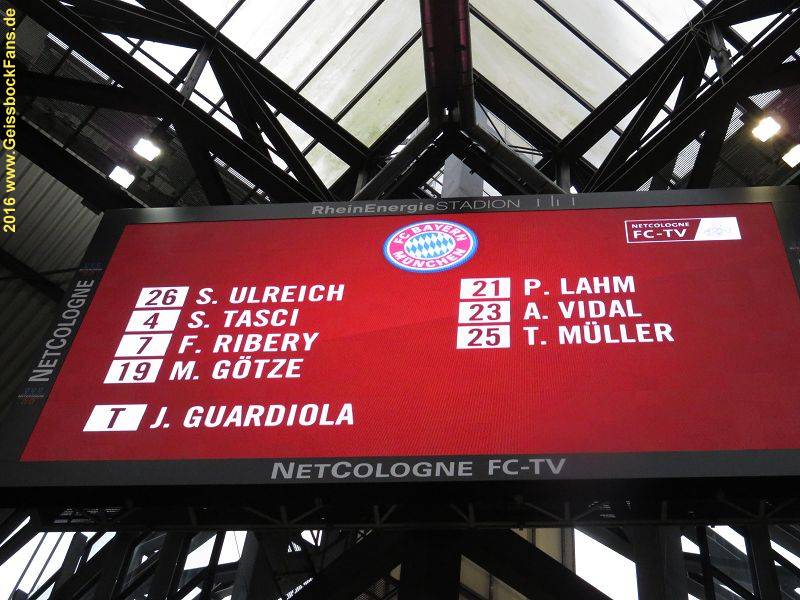 2016 www.GeissbockFans.de
RheinEnergieSTADION
FC BAYERN
MÜNCHEN
NETCOLOGNE
FC-TV
26 S. ULREICH
4 S. TASCI
7 F. RIBERY
19 M. GÖTZE
T J. GUARDIOLA
21 P. LAHM
23 A. VIDAL
25 T. MÜLLER
NETCOLOGNE
NETCOLOGNE FC-TV